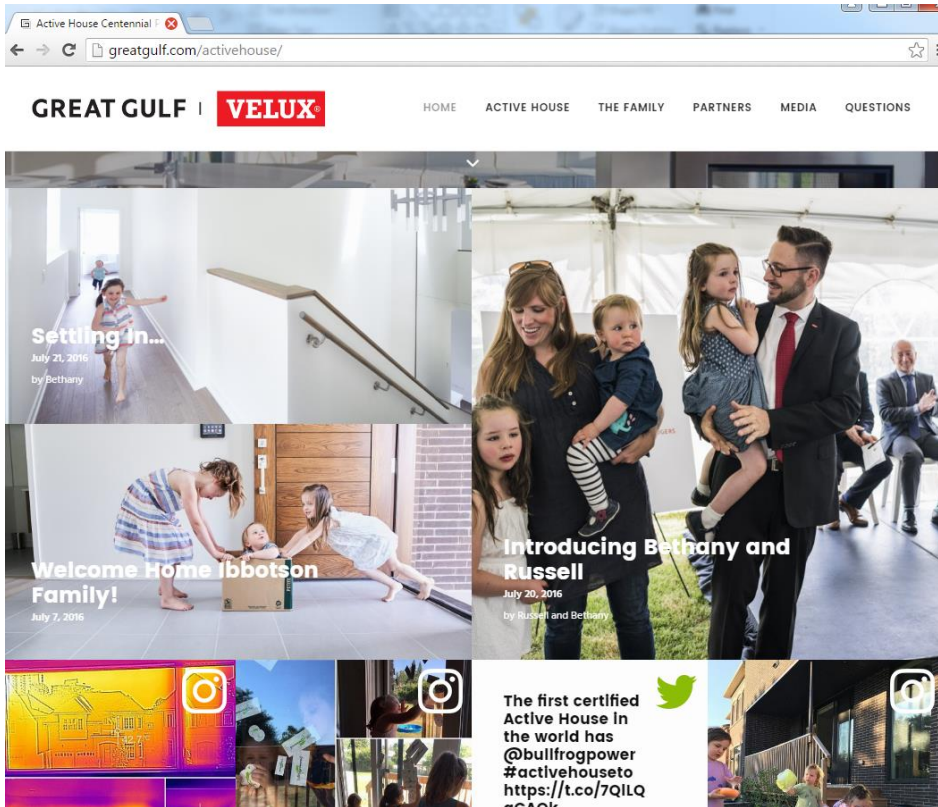 Active House Centennial P
greatgulf.com/activehouse/
GREAT GULF | VELUX®
HOME ACTIVE HOUSE THE FAMILY PARTNERS MEDIA QUESTIONS
Settling In...
July 21, 2016
by Bethany
Welcome Home Ibbotson
Family!
July 7, 2016
Introducing Bethany and
Russell
July 20, 2016
by Russell and Bethany
The first certified
Active House in
the world has
@bullfrogpower
#activehouseto
https://t.co/7QlLQ